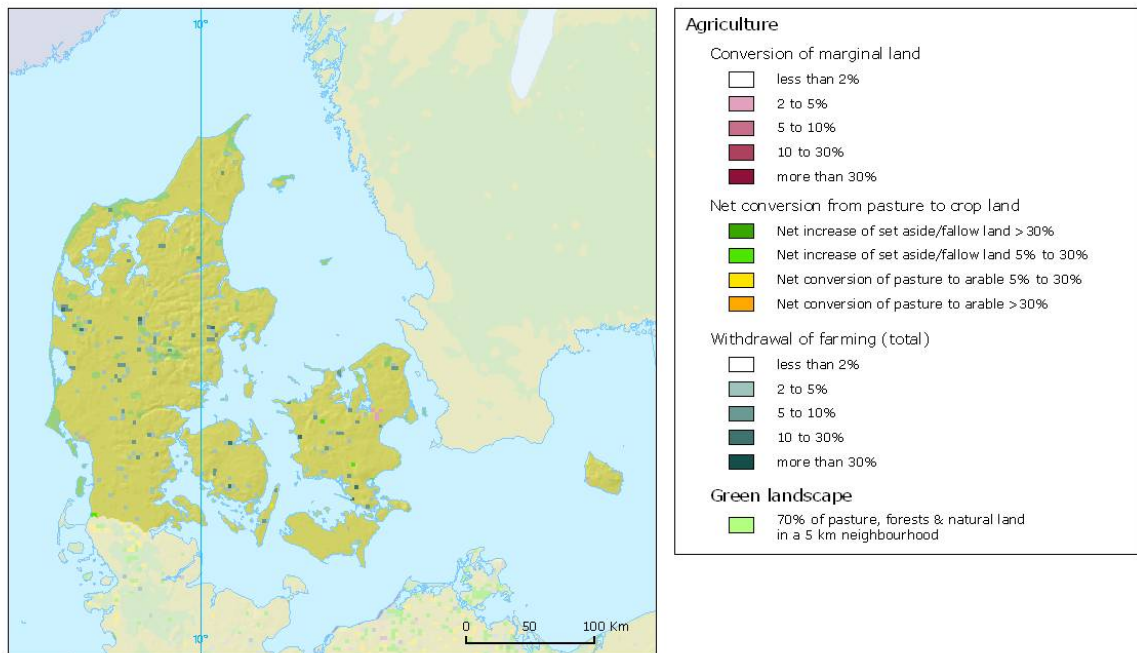 10°
10°
0 50 100 Km
Agriculture
Conversion of marginal land
less than 2%
2 to 5%
5 to 10%
10 to 30%
more than 30%
Net conversion from pasture to crop land
Net increase of set aside/fallow land >30%
Net increase of set aside/fallow land 5% to 30%
Net conversion of pasture to arable 5% to 30%
Net conversion of pasture to arable >30%
Withdrawal of farming (total)
less than 2%
2 to 5%
5 to 10%
10 to 30%
more than 30%
Green landscape
70% of pasture, forests & natural land
in a 5 km neighbourhood